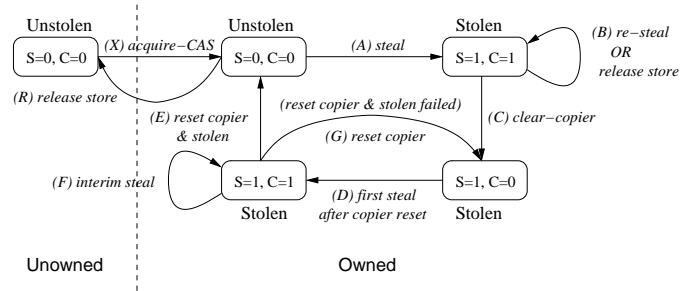 Unstolen
Unstolen
Stolen
S=0, C=0
(X) acquire−CAS
S=0, C=0
(A) steal
S=1, C=1
(B) re-steal
OR
release store
(R) release store
(E) reset copier
& stolen
(reset copier & stolen failed)
(G) reset copier
(C) clear−copier
(F) interim steal
S=1, C=1
(D) first steal
after copier reset
S=1, C=0
Stolen
Stolen
Unowned
Owned